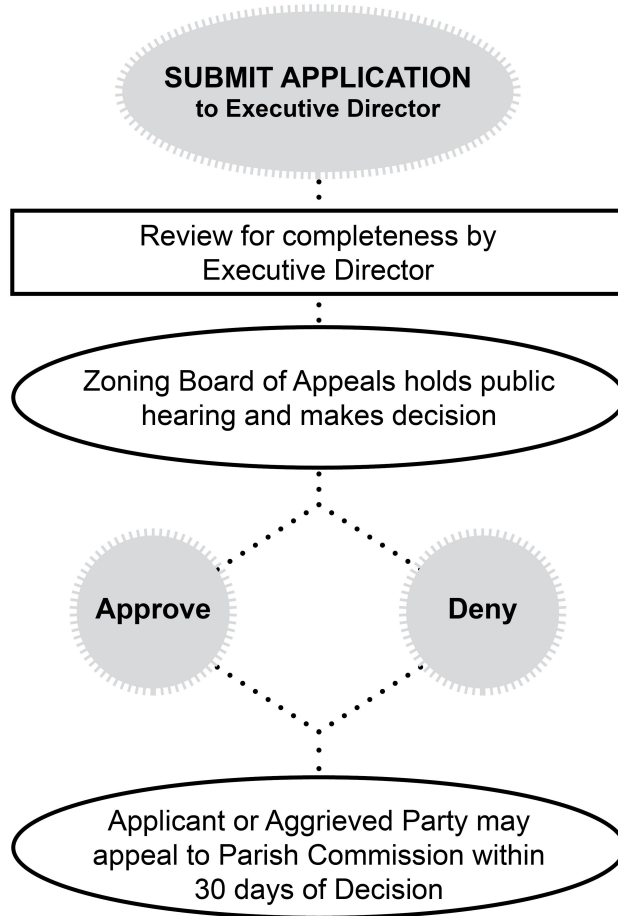 SUBMIT APPLICATION
to Executive Director
Review for completeness by
Executive Director
Zoning Board of Appeals holds public
hearing and makes decision
Approve
Deny
Applicant or Aggrieved Party may
appeal to Parish Commission within
30 days of Decision